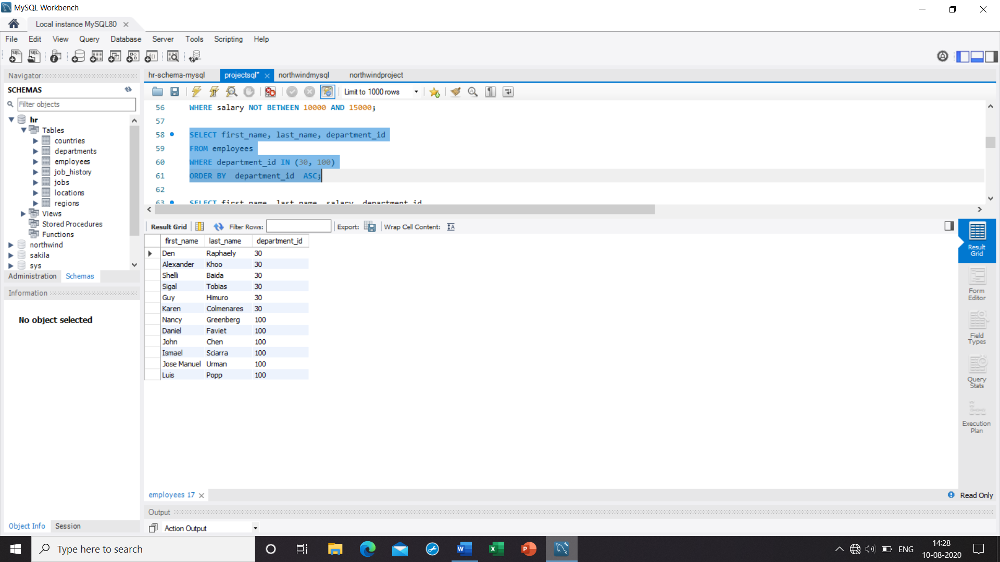 MySQL Workbench
Local instance MySQL80
File Edit View Query Database Server Tools Scripting Help
Navigator
SCHEMAS
Filter objects
hr
Tables
countries
departments
employees
job_history
jobs
locations
regions
Views
Stored Procedures
Functions
northwind
sakila
sys
Administration Schemas
Information
No object selected
Object Info Session
hr-schema-mysql projectsql* northwindmysql northwindproject
Limit to 1000 rows
56 WHERE salary NOT BETWEEN 10000 AND 15000;
57
58 SELECT first_name, last_name, department_id
59 FROM employees
60 WHERE department_id IN (30, 100)
61 ORDER BY department_id ASC;
62
63 SELECT first_name, last_name, salary, department_id
Result Grid Filter Rows: Export: Wrap Cell Content:
first_name last_name department_id
Den Raphaely 30
Alexander Khoo 30
Shelli Baida 30
Sigal Tobias 30
Guy Himuro 30
Karen Colmenares 30
Nancy Greenberg 100
Daniel Faviet 100
John Chen 100
Ismael Sciarra 100
Jose Manuel Urman 100
Luis Popp 100
Result
Grid
Form
Editor
Field
Types
Query
Stats
Execution
Plan
employees 17
Read Only
Output
Action Output
Type here to search
ENG
14:28
10-08-2020